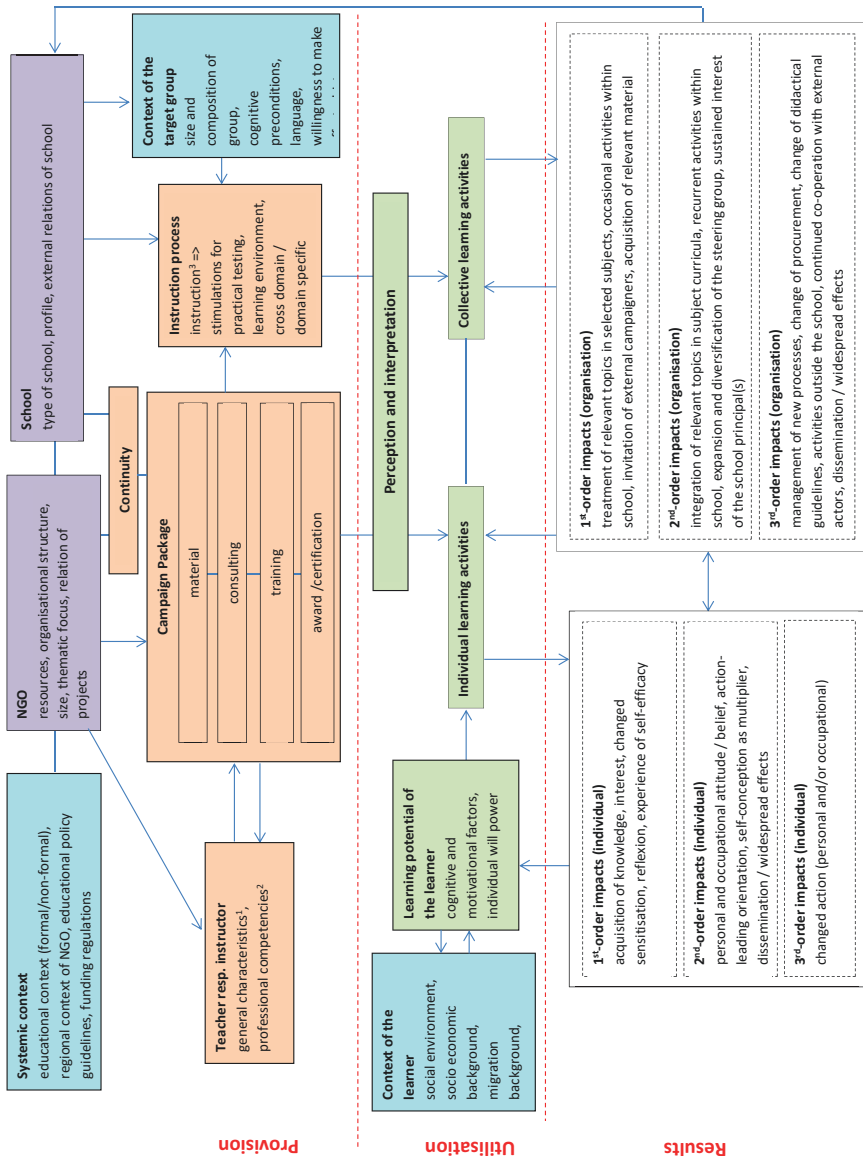 Systemic context
educational context (formal/non-formal),
regional context of NGO, educational policy
guidelines, funding regulations
NGO
resources, organisational structure,
size, thematic focus, relation of
projects
School
type of school, profile, external relations of school
Continuity
Teacher resp. instructor
general characteristics¹,
professional competencies²
Campaign Package
material
consulting
training
award /certification
Instruction process
instruction³ =>
stimulations for
practical testing,
learning environment,
cross domain /
domain specific
Context of the
target group
size and
composition of
group,
cognitive
preconditions,
language,
willingness to make
Provision
Perception and interpretation
Context of the
learner
social environment,
socio economic
background,
migration
background,
Learning potential of
the learner
cognitive and
motivational factors,
individual will power
Individual learning activities
Collective learning activities
Utilisation
1st-order impacts (individual)
acquisition of knowledge, interest, changed
sensitisation, reflexion, experience of self-efficacy
2nd-order impacts (individual)
personal and occupational attitude / belief, action-
leading orientation, self-conception as multiplier,
dissemination / widespread effects
3rd-order impacts (individual)
changed action (personal and/or occupational)
1st-order impacts (organisation)
treatment of relevant topics in selected subjects, occasional activities within
school, invitation of external campaigners, acquisition of relevant material
2nd-order impacts (organisation)
integration of relevant topics in subject curricula, recurrent activities within
school, expansion and diversification of the steering group, sustained interest
of the school principal(s)
3rd-order impacts (organisation)
management of new processes, change of procurement, change of didactical
guidelines, activities outside the school, continued co-operation with external
actors, dissemination / widespread effects
Results